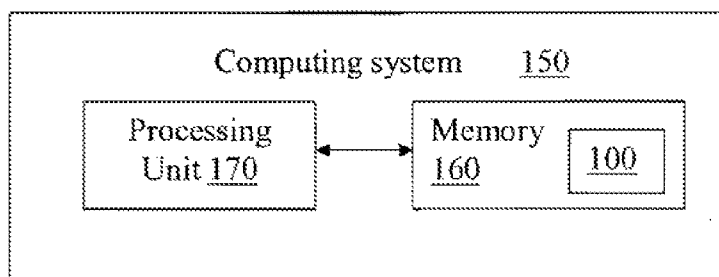 Computing system 150
Processing
Unit 170
Memory
160
100